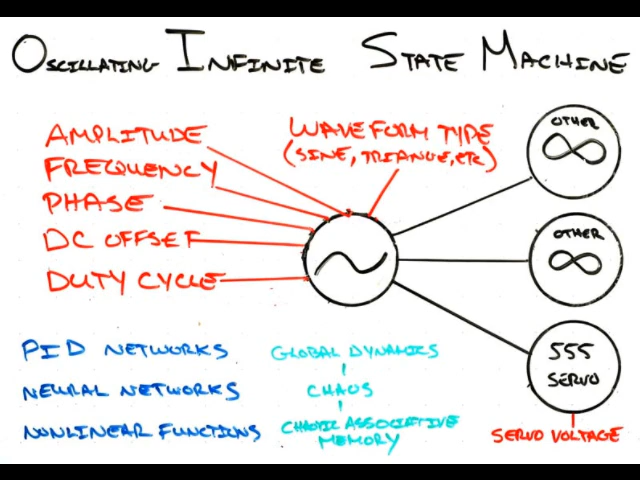 OSCILLATING INFINITE STATE MACHINE
AMPLITUDE
FREQUENCY
PHASE
DC OFFSET
DUTY CYCLE
WAVEFORM TYPE
(SINE, TRIANGE, ETC)
OTHER
∞
OTHER
∞
555
SERVO
SERVO VOLTAGE
PID NETWORKS
NEURAL NETWORKS
NONLINEAR FUNCTIONS
GLOBAL DYNAMICS
CHAOS
CHAOTIC ASSOCIATIVE
MEMORY